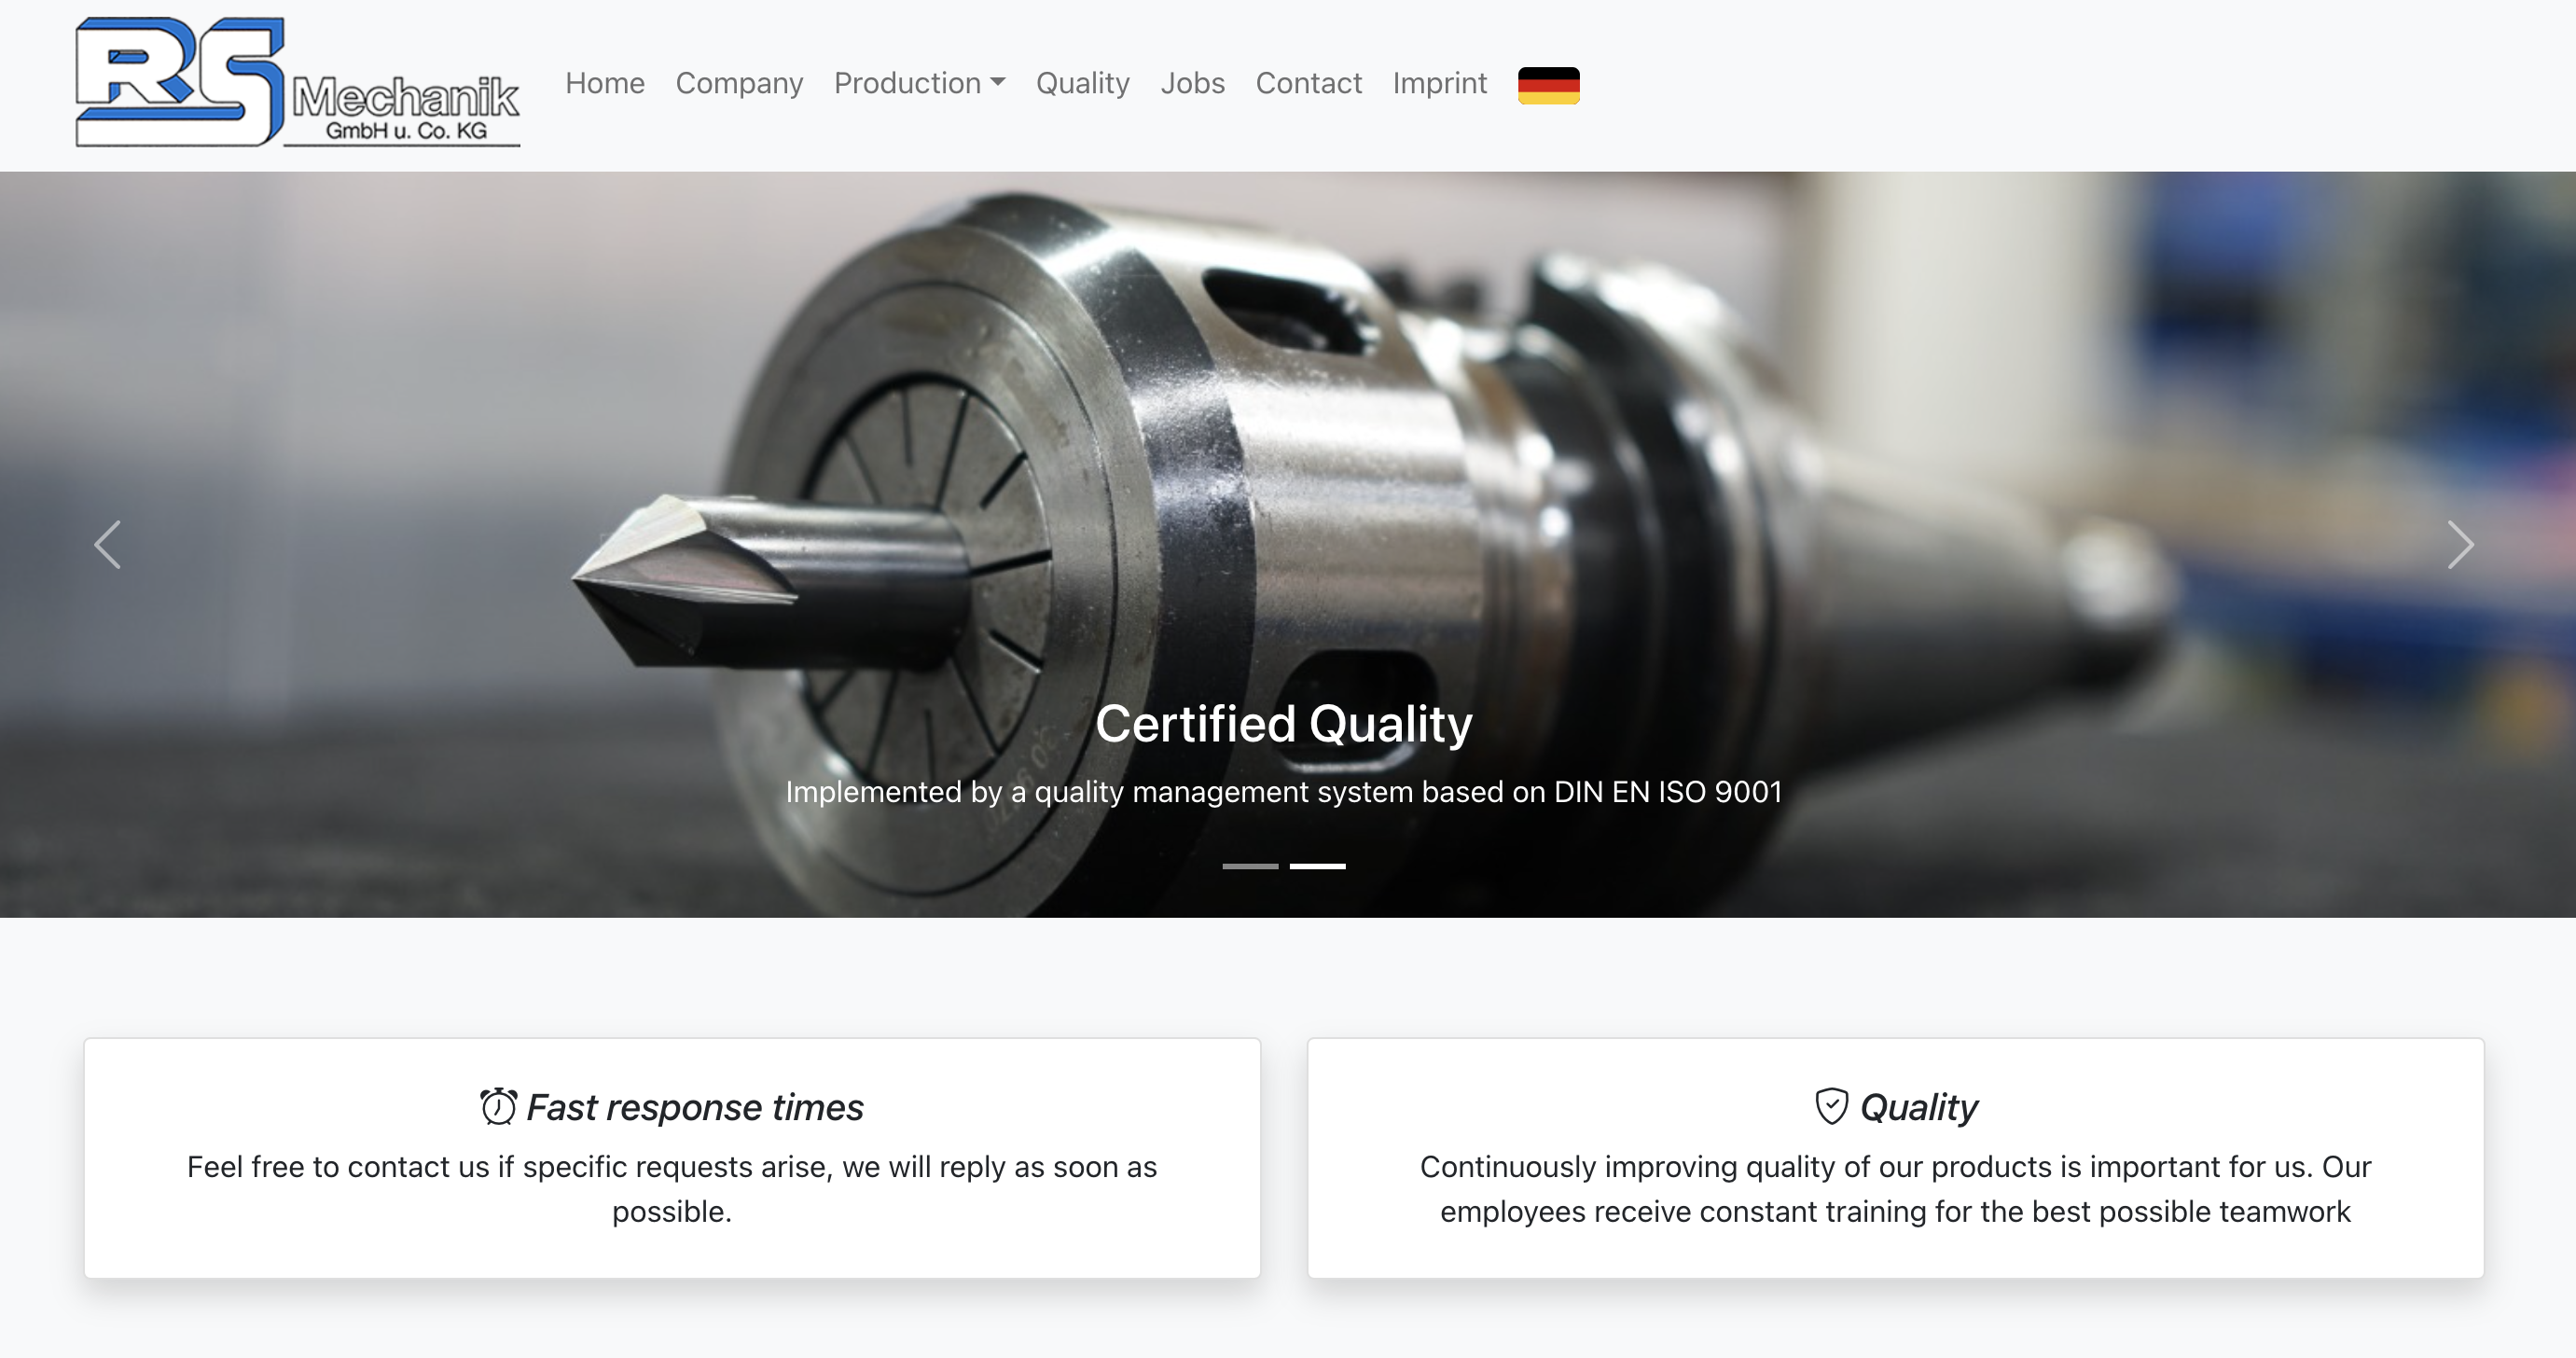 RS Mechanik
GmbH u. Co. KG
Home Company Production Quality Jobs Contact Imprint
Certified Quality
Implemented by a quality management system based on DIN EN ISO 9001
Fast response times
Feel free to contact us if specific requests arise, we will reply as soon as
possible.
Quality
Continuously improving quality of our products is important for us. Our
employees receive constant training for the best possible teamwork